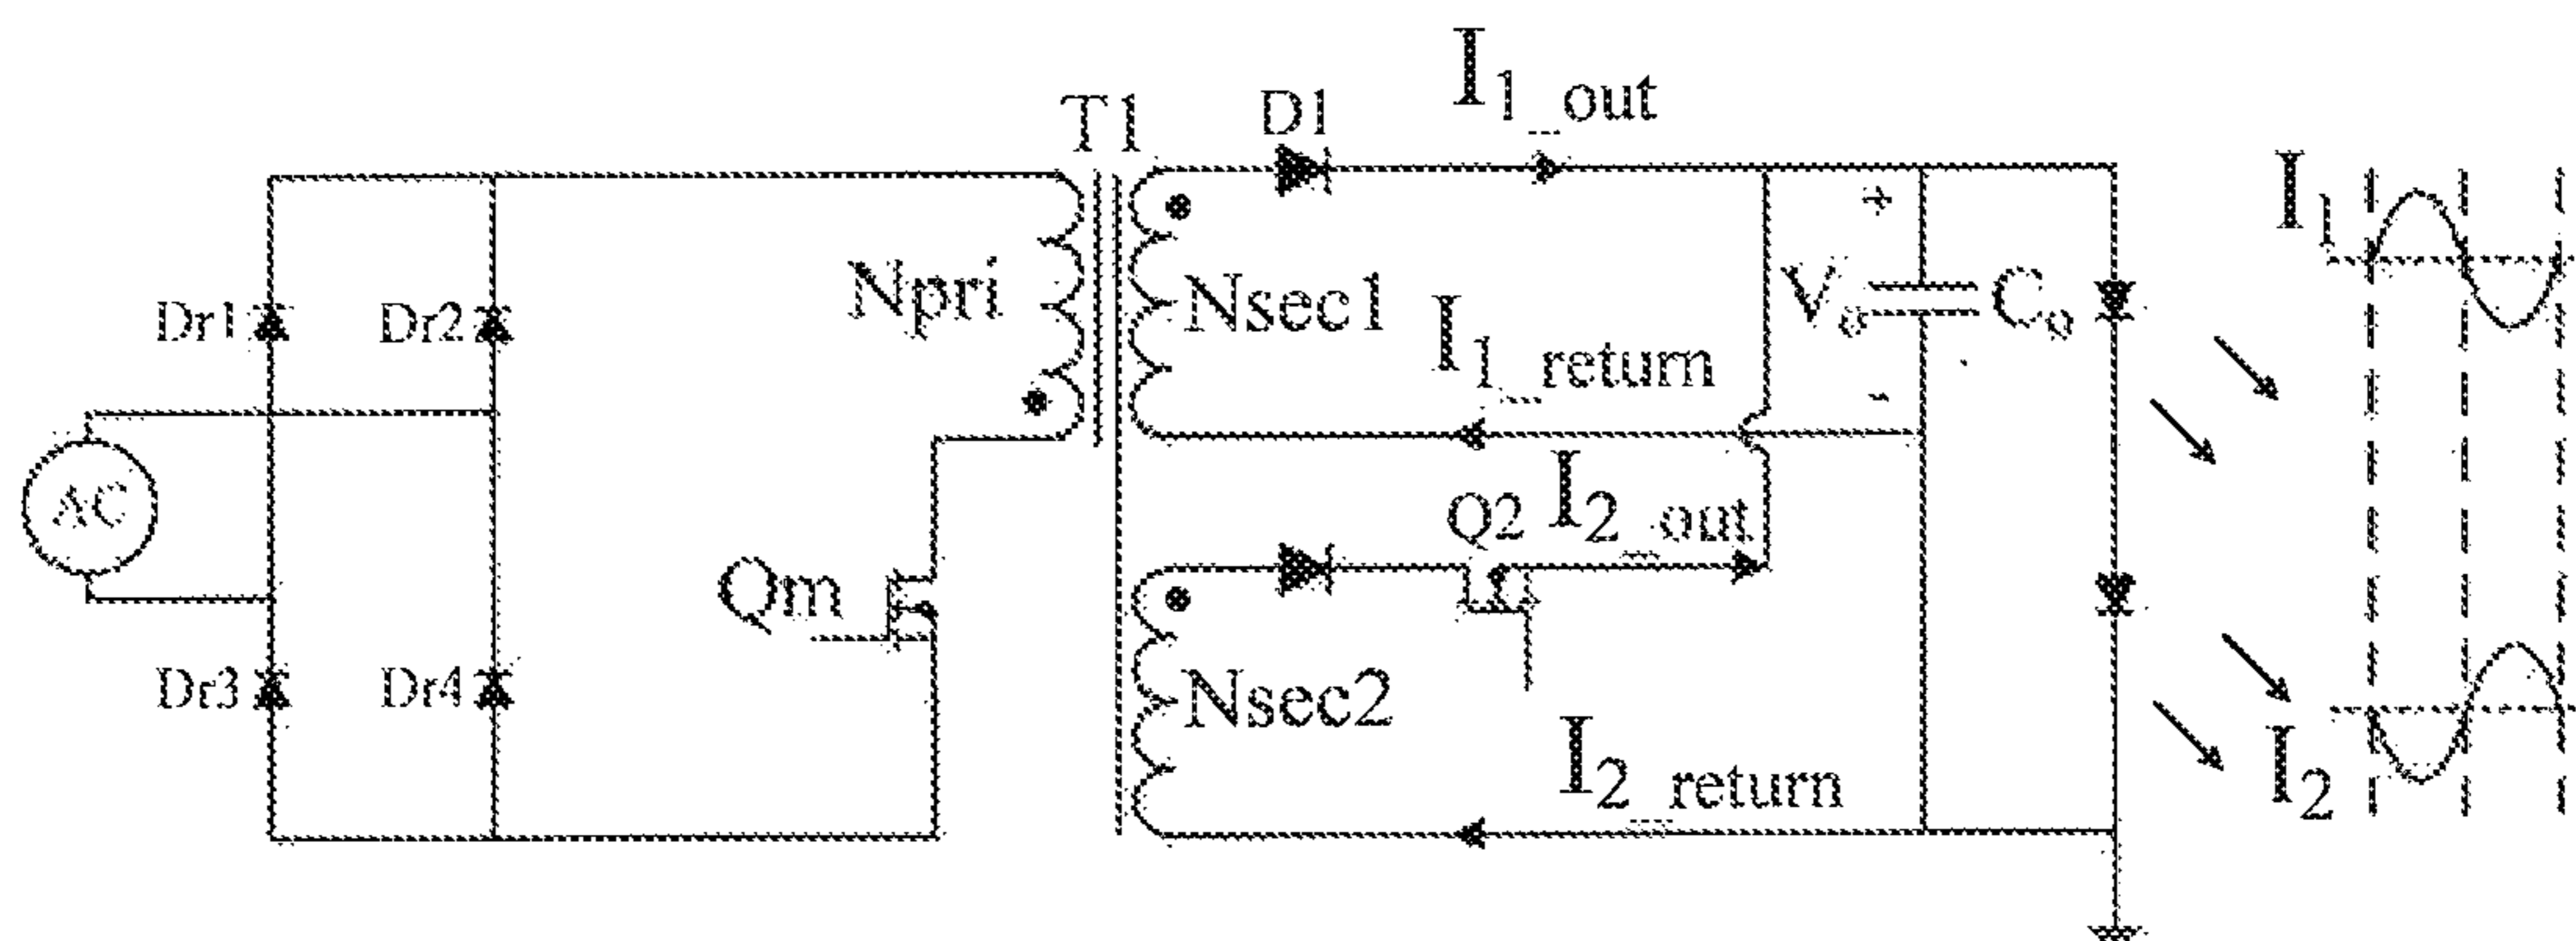 I1_out
T1
D1
I1
Npri
Nsec1
Vo
Co
Dr1
Dr2
+
I1_return
-
AC
Q2
I2_out
Qm
Dr3
Dr4
Nsec2
I2
I2_return